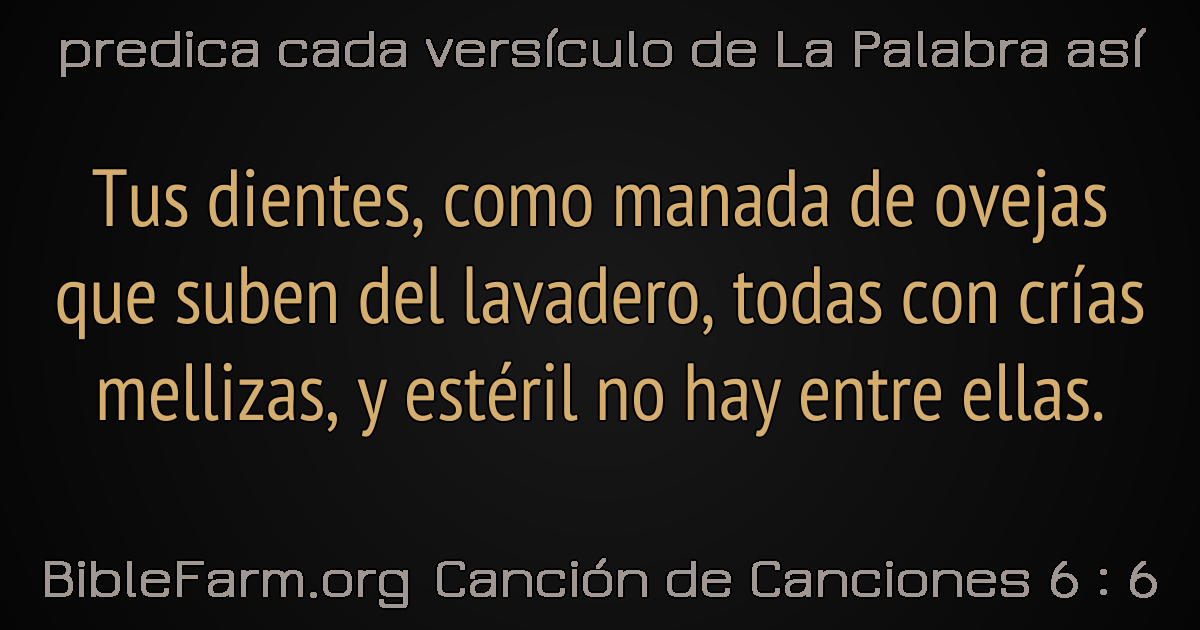 predica cada versículo de La Palabra así
Tus dientes, como manada de ovejas
que suben del lavadero, todas con crías
mellizas, y estéril no hay entre ellas.
BibleFarm.org Canción de Canciones 6 : 6